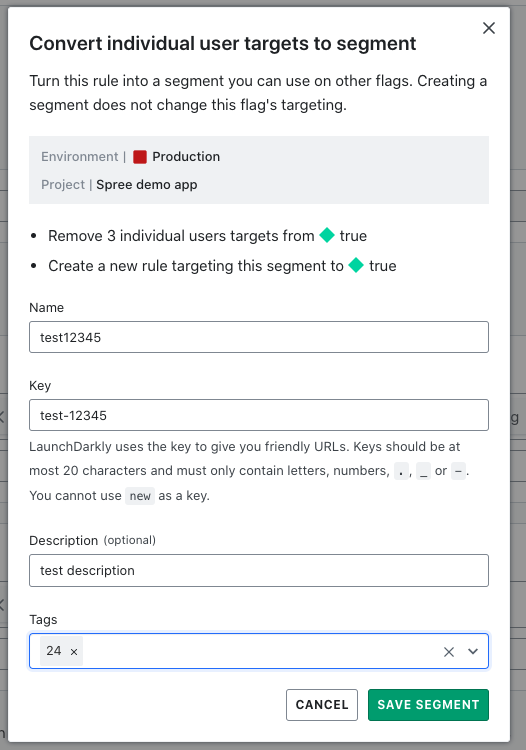 Convert individual user targets to segment
Turn this rule into a segment you can use on other flags. Creating a
segment does not change this flag's targeting.
Environment | Production
Project | Spree demo app
• Remove 3 individual users targets from true
• Create a new rule targeting this segment to true
Name
test12345
Key
test-12345
LaunchDarkly uses the key to give you friendly URLs. Keys should be at
most 20 characters and must only contain letters, numbers, ., _ or -.
You cannot use new as a key.
Description (optional)
test description
Tags
24 ×
CANCEL
SAVE SEGMENT